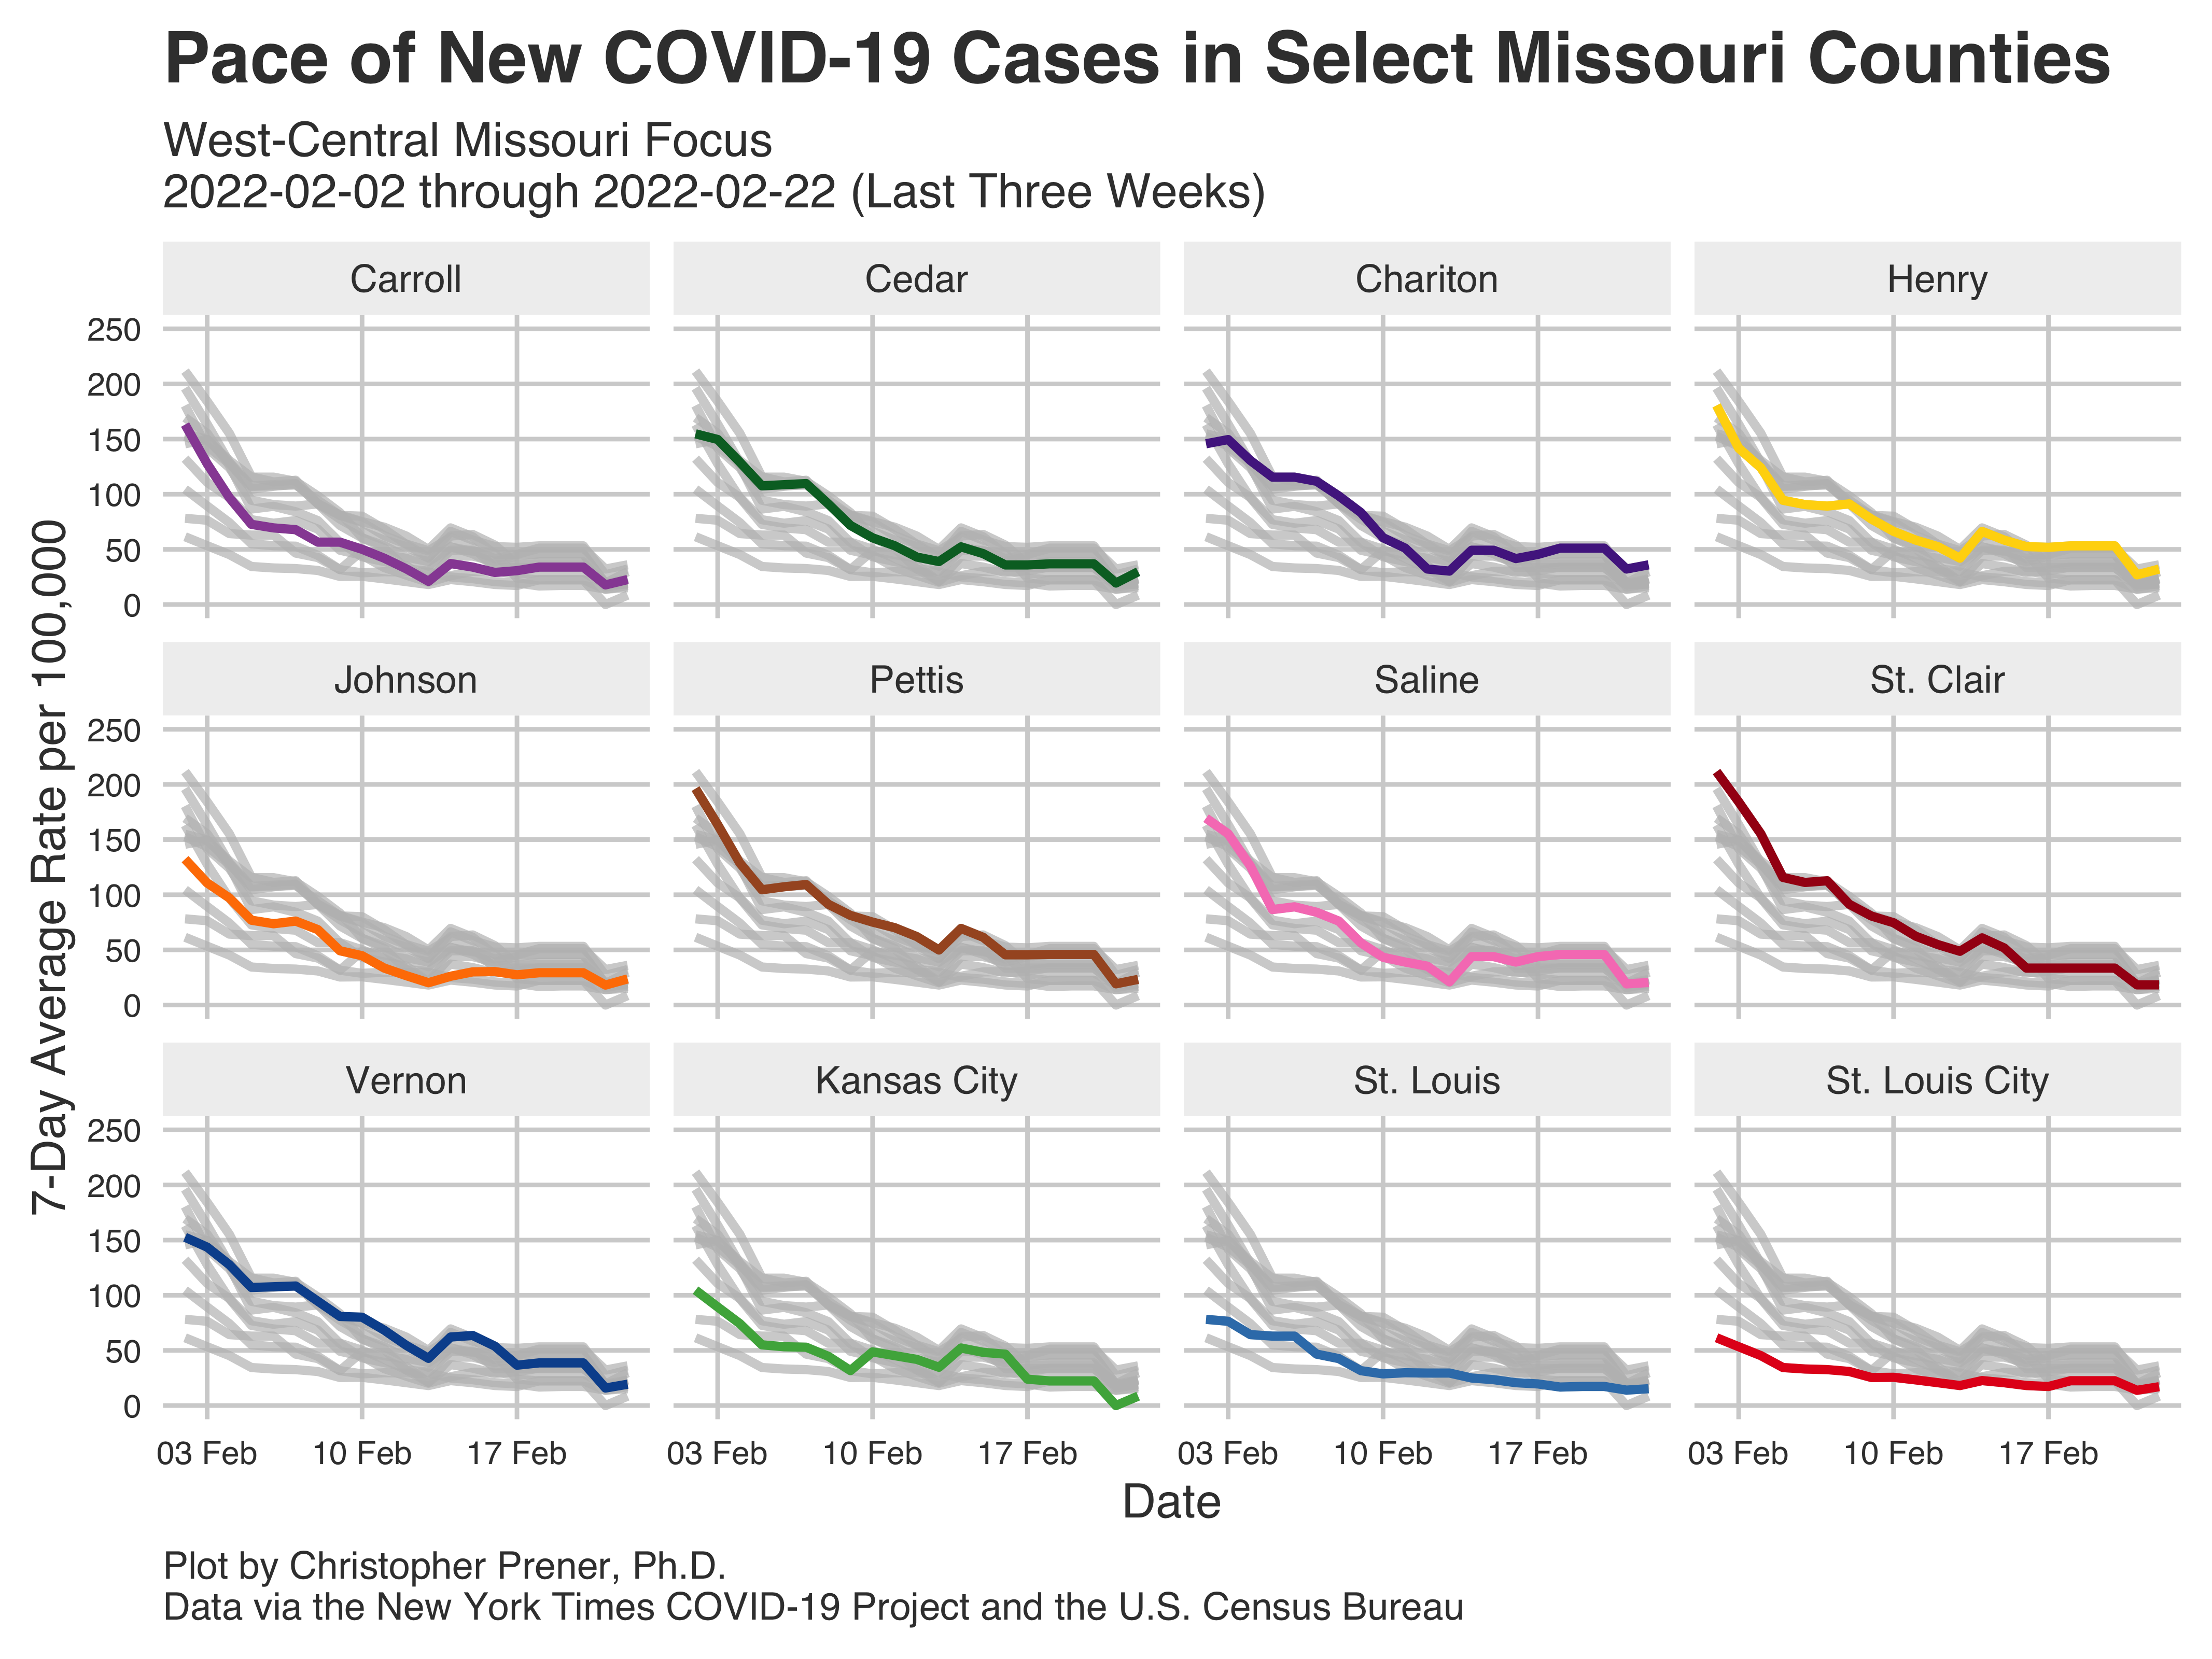 Pace of New COVID-19 Cases in Select Missouri Counties
West-Central Missouri Focus
2022-02-02 through 2022-02-22 (Last Three Weeks)
7-Day Average Rate per 100,000
Carroll
Cedar
Chariton
Henry
250
200
150
100
50
0
Johnson
Pettis
Saline
St. Clair
250
200
150
100
50
0
Vernon
Kansas City
St. Louis
St. Louis City
250
200
150
100
50
0
03 Feb 10 Feb 17 Feb
03 Feb 10 Feb 17 Feb
03 Feb 10 Feb 17 Feb
03 Feb 10 Feb 17 Feb
Date
Plot by Christopher Prener, Ph.D.
Data via the New York Times COVID-19 Project and the U.S. Census Bureau